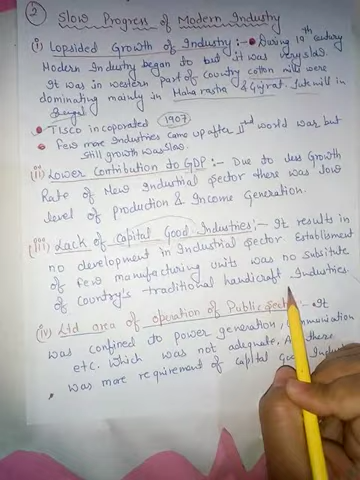 2 Slow Progress of Modern Industry
(i) Lopsided Growth of Industry :- During 19th century
Modern Industry began to but it was very slow.
It was in western part of country cotton mills were
dominating mainly in Maharastra & Gujrat. Jute mill in
Bengal
TISCO incoporated 1907
Few more Industries came up after IInd world war but
still growth was slow.
(ii) Lower Contribution to GDP :- Due to less Growth
Rate of New Industrial sector there was low
level of production & Income Generation.
(iii) Lack of Capital Good Industries :- It results in
no development in Industrial sector. Establishment
of few manufacturing units was no subsitute
of Country's traditional handicraft Industries.
(iv) Ltd area of operation of Public Sector :- It
was confined to power generation, communication
etc. which was not adequate. As there
was more requirement of capital Good